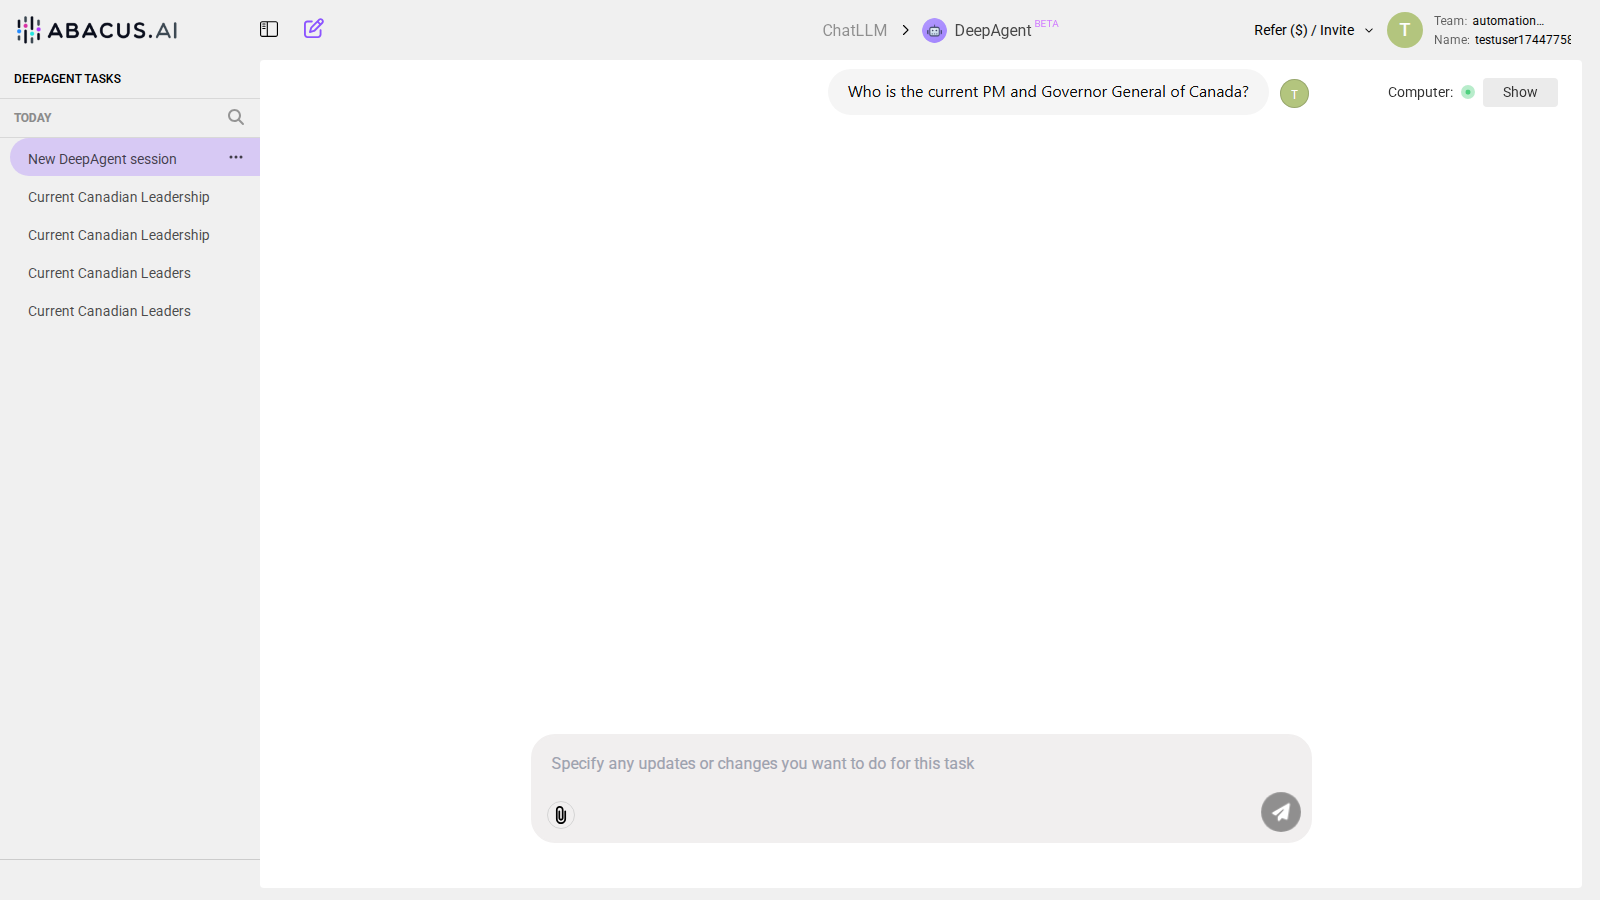 ABACUS.AI
ChatLLM
DeepAgent BETA
Refer ($) / Invite
T
Team: automation...
Name: testuser17447758
DEEPAGENT TASKS
TODAY
New DeepAgent session
Current Canadian Leadership
Current Canadian Leadership
Current Canadian Leaders
Current Canadian Leaders
Who is the current PM and Governor General of Canada?
T
Computer:
Show
Specify any updates or changes you want to do for this task